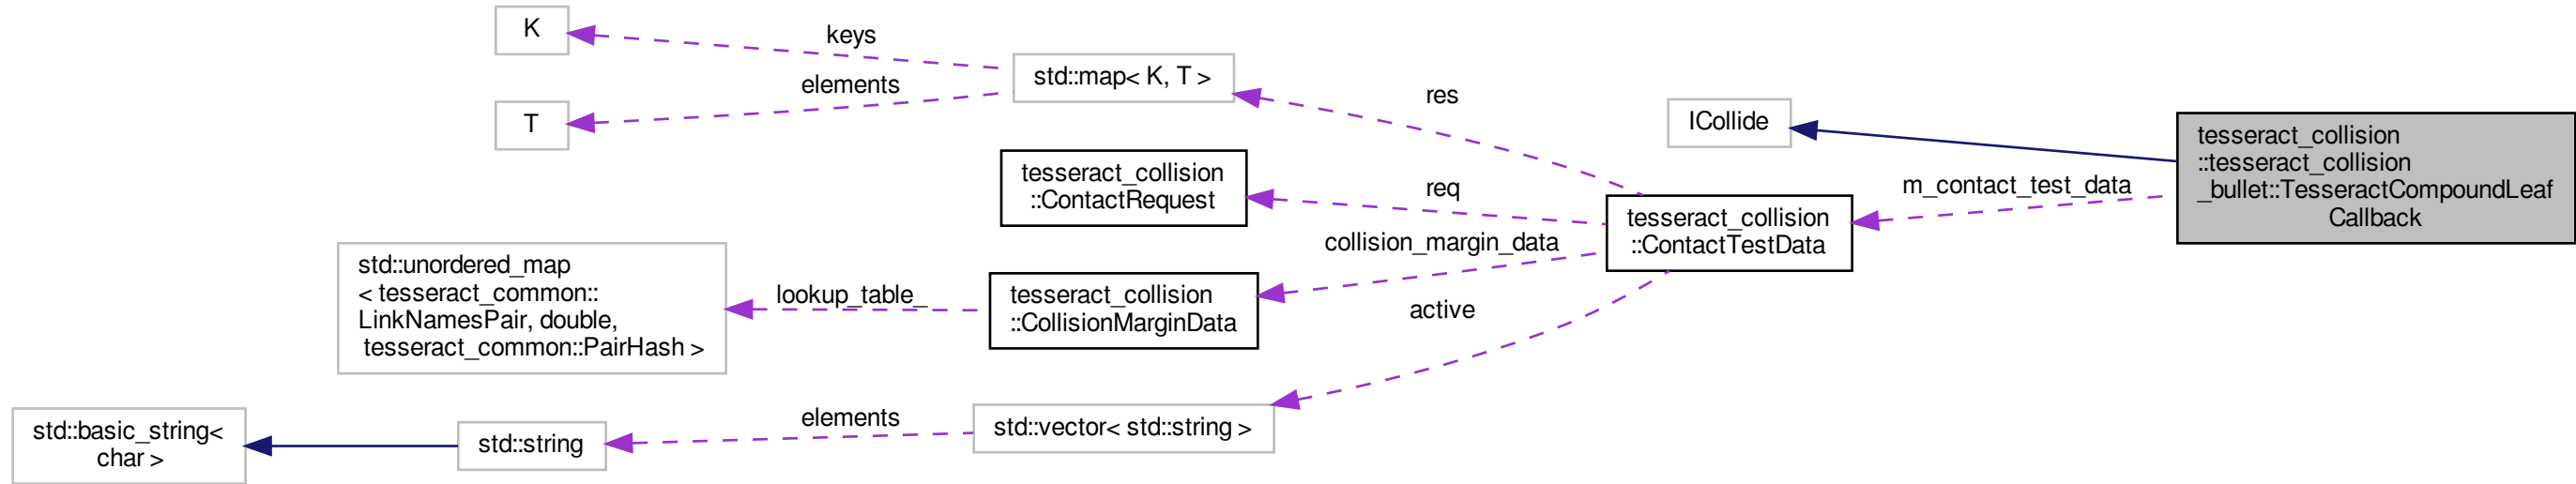 K
keys
std::map< K, T >
elements
T
res
ICollide
tesseract_collision
::tesseract_collision
_bullet::TesseractCompoundLeaf
Callback
tesseract_collision
::ContactRequest
req
m_contact_test_data
tesseract_collision
::ContactTestData
collision_margin_data
std::unordered_map
< tesseract_common::
LinkNamesPair, double,
tesseract_common::PairHash >
lookup_table_
tesseract_collision
::CollisionMarginData
active
std::basic_string<
char >
std::string
elements
std::vector< std::string >